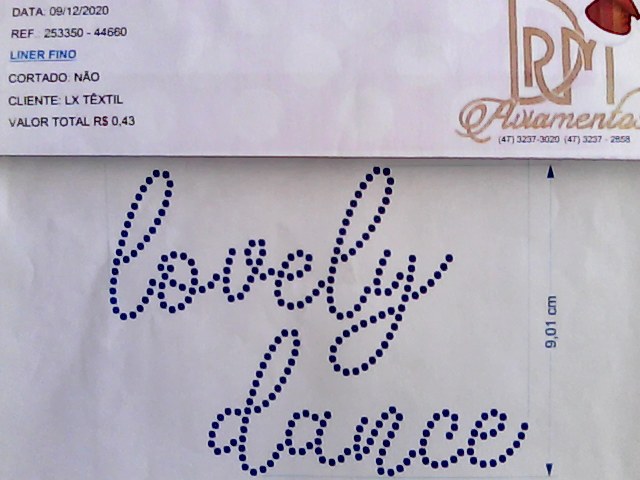 DATA: 09/12/2020
REF.: 253350 - 44660
LINER FINO
CORTADO: NÃO
CLIENTE: LX TÊXTIL
VALOR TOTAL R$ 0,43
DRM
Aviamentos
(47) 3237-3020 (47) 3237 - 2858
lovely
dance
9,01 cm